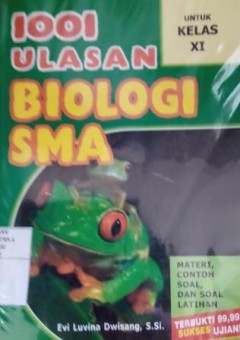 1001
ULASAN
BIOLOGI
SMA
UNTUK
KELAS
XI
MATERI,
CONTOH
SOAL,
DAN SOAL
LATIHAN
TERBUKTI 99,99
SUKSES UJIAN
Evi Luvina Dwisang, S.Si.